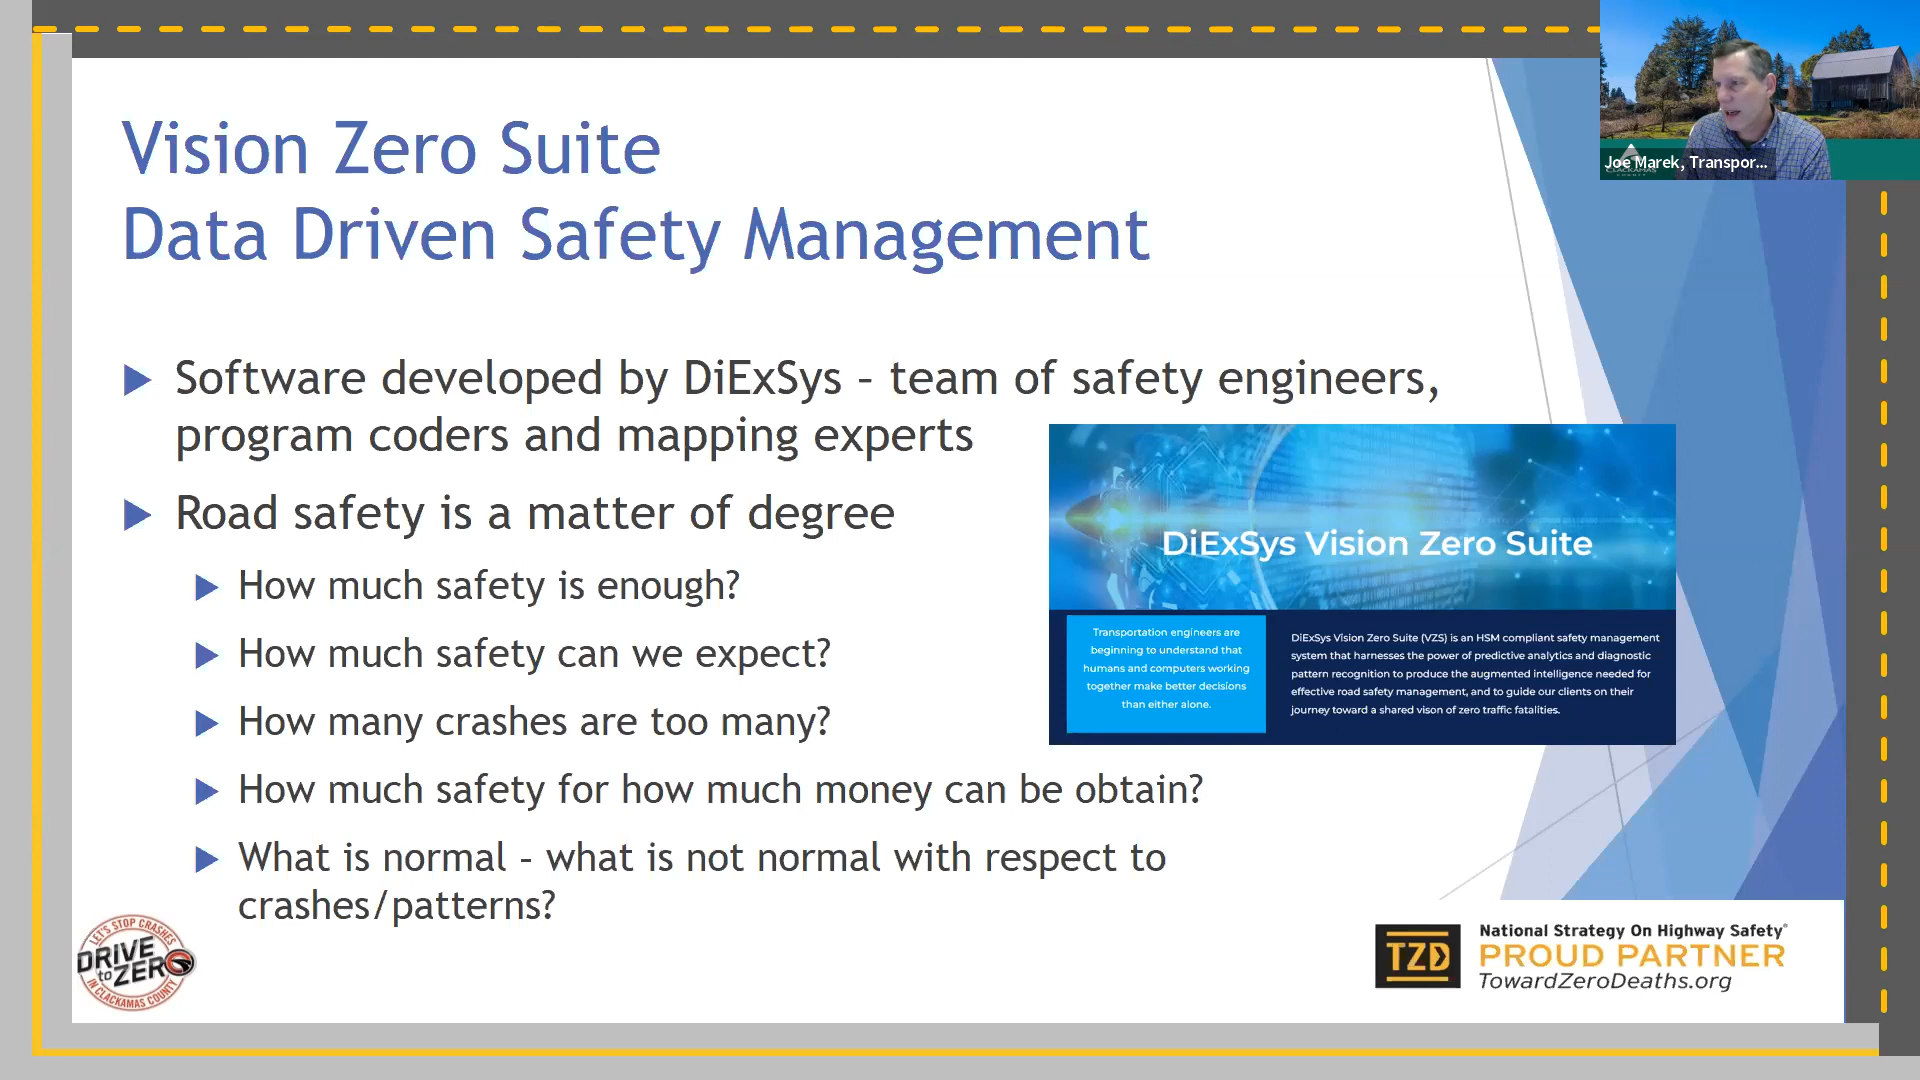 Vision Zero Suite
Data Driven Safety Management
Software developed by DiExSys – team of safety engineers,
program coders and mapping experts
Road safety is a matter of degree
How much safety is enough?
How much safety can we expect?
How many crashes are too many?
How much safety for how much money can be obtain?
What is normal – what is not normal with respect to
crashes/patterns?
DiExSys Vision Zero Suite
Transportation engineers are
beginning to understand that
humans and computers working
together make better decisions
than either alone.
DiExSys Vision Zero Suite (VZS) is an HSM compliant safety management
system that harnesses the power of predictive analytics and diagnostic
pattern recognition to produce the augmented intelligence needed for
effective road safety management, and to guide our clients on their
journey toward a shared vison of zero traffic fatalities.
Joe Marek, Transpor...
CLACKAMAS
COUNTY
LET'S STOP CRASHES
DRIVE
to ZERO
IN CLACKAMAS COUNTY
TZD
National Strategy On Highway Safety®
PROUD PARTNER
TowardZeroDeaths.org